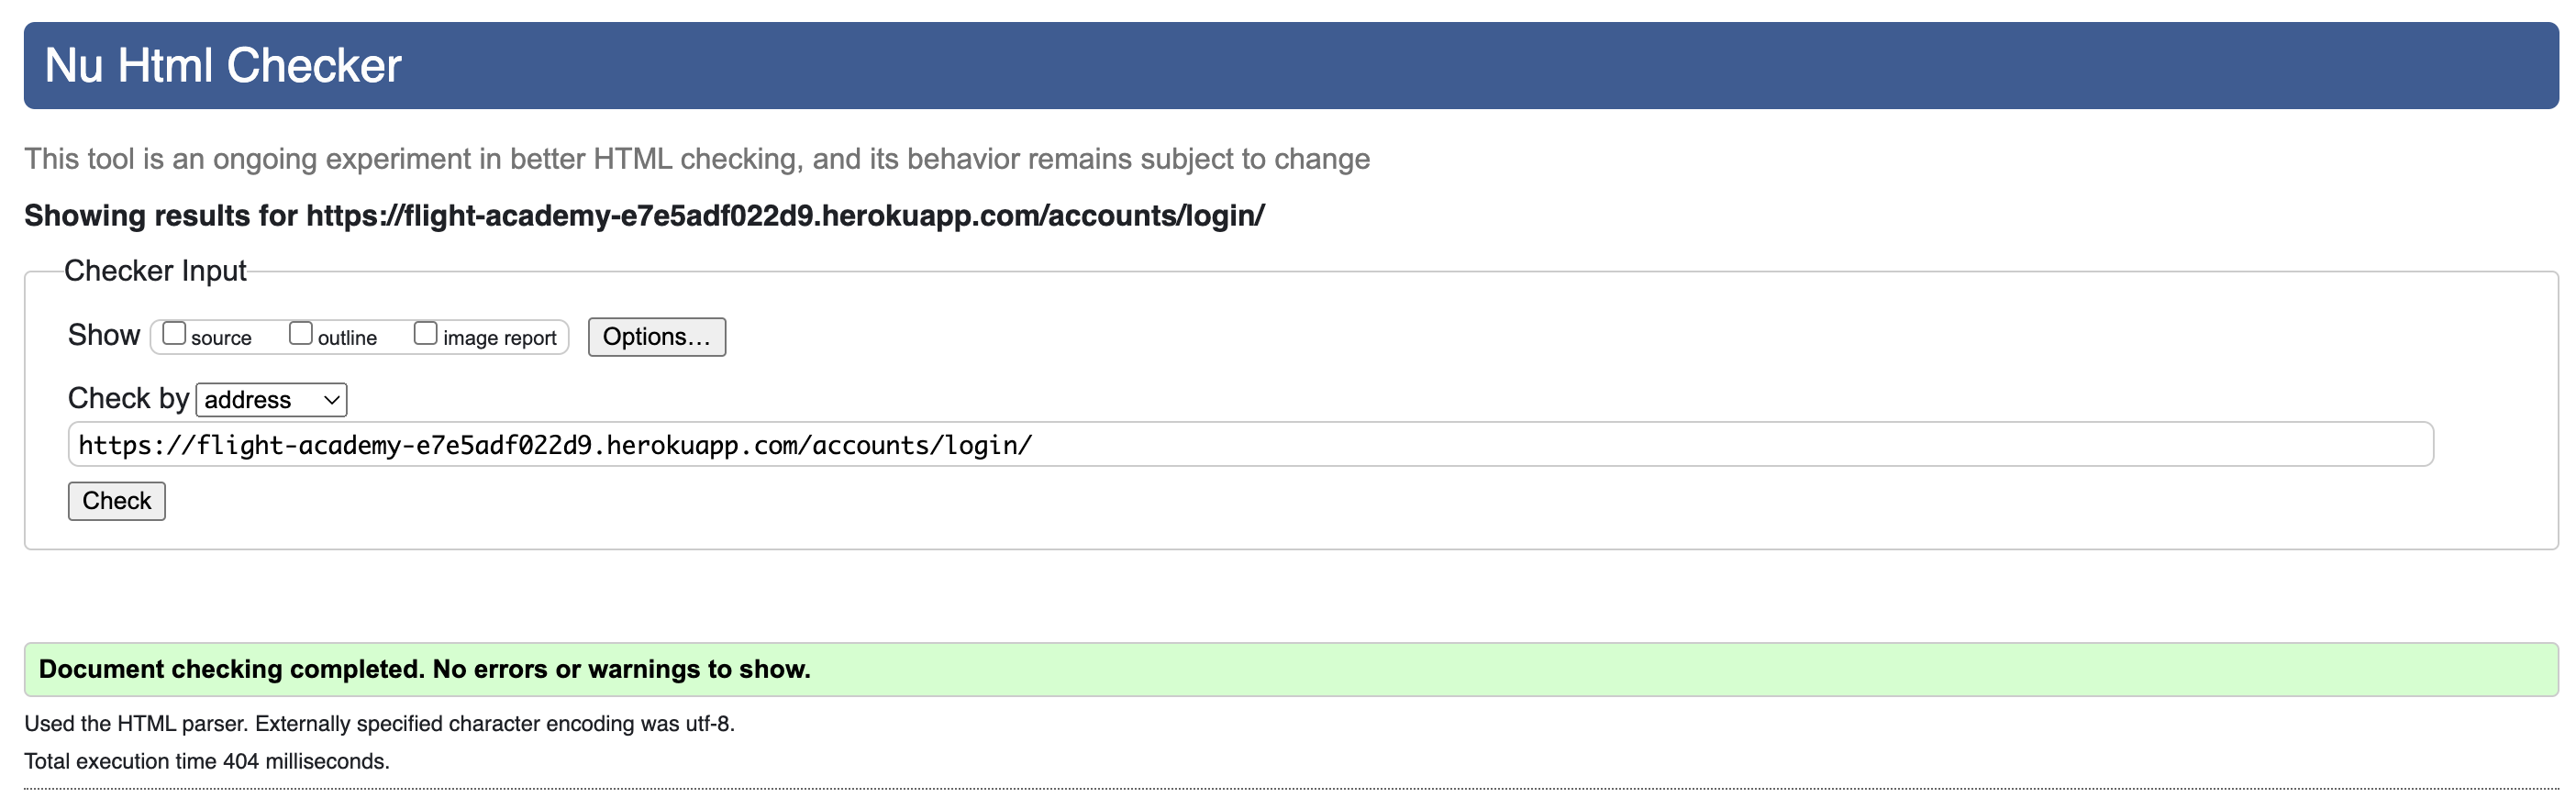 Nu Html Checker
This tool is an ongoing experiment in better HTML checking, and its behavior remains subject to change
Showing results for https://flight-academy-e7e5adf022d9.herokuapp.com/accounts/login/
Checker Input
Show source outline image report Options…
Check by address
https://flight-academy-e7e5adf022d9.herokuapp.com/accounts/login/
Check
Document checking completed. No errors or warnings to show.
Used the HTML parser. Externally specified character encoding was utf-8.
Total execution time 404 milliseconds.